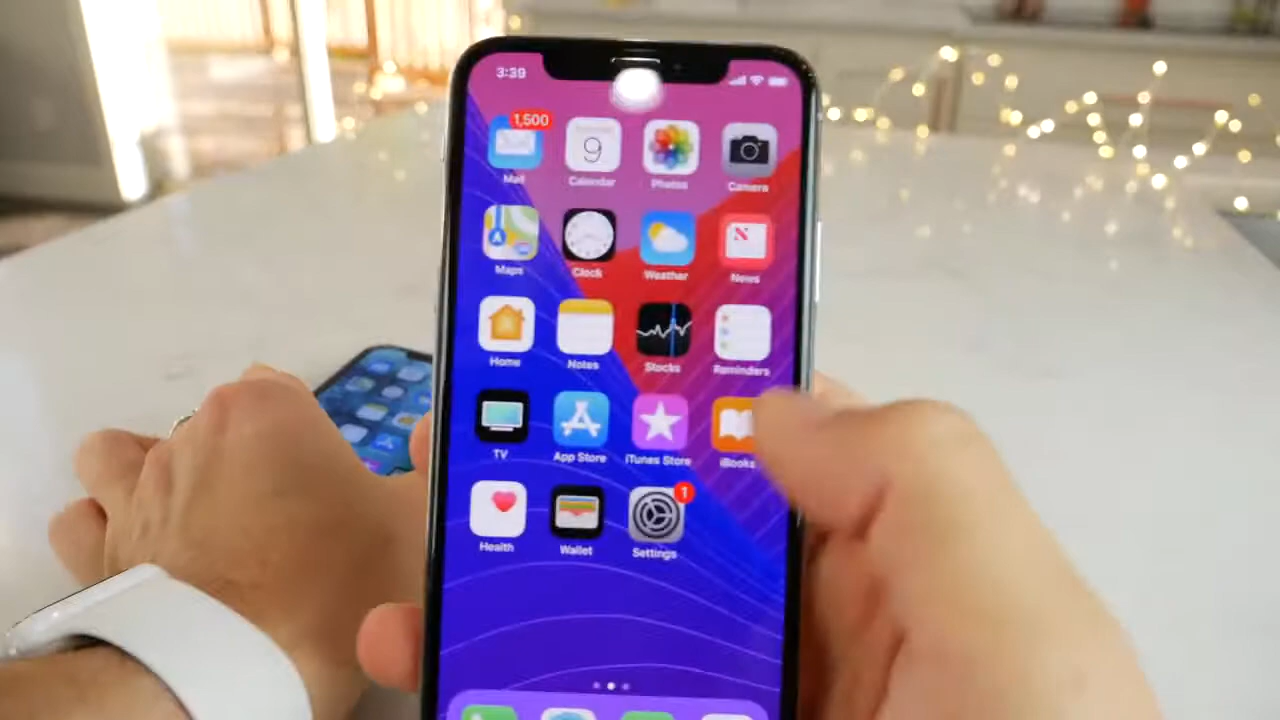 3:39
1,500
9
Mail
Calendar
Photos
Camera
Maps
Clock
Weather
News
Home
Notes
Stocks
Reminders
TV
App Store
iTunes Store
iBooks
1
Health
Wallet
Settings